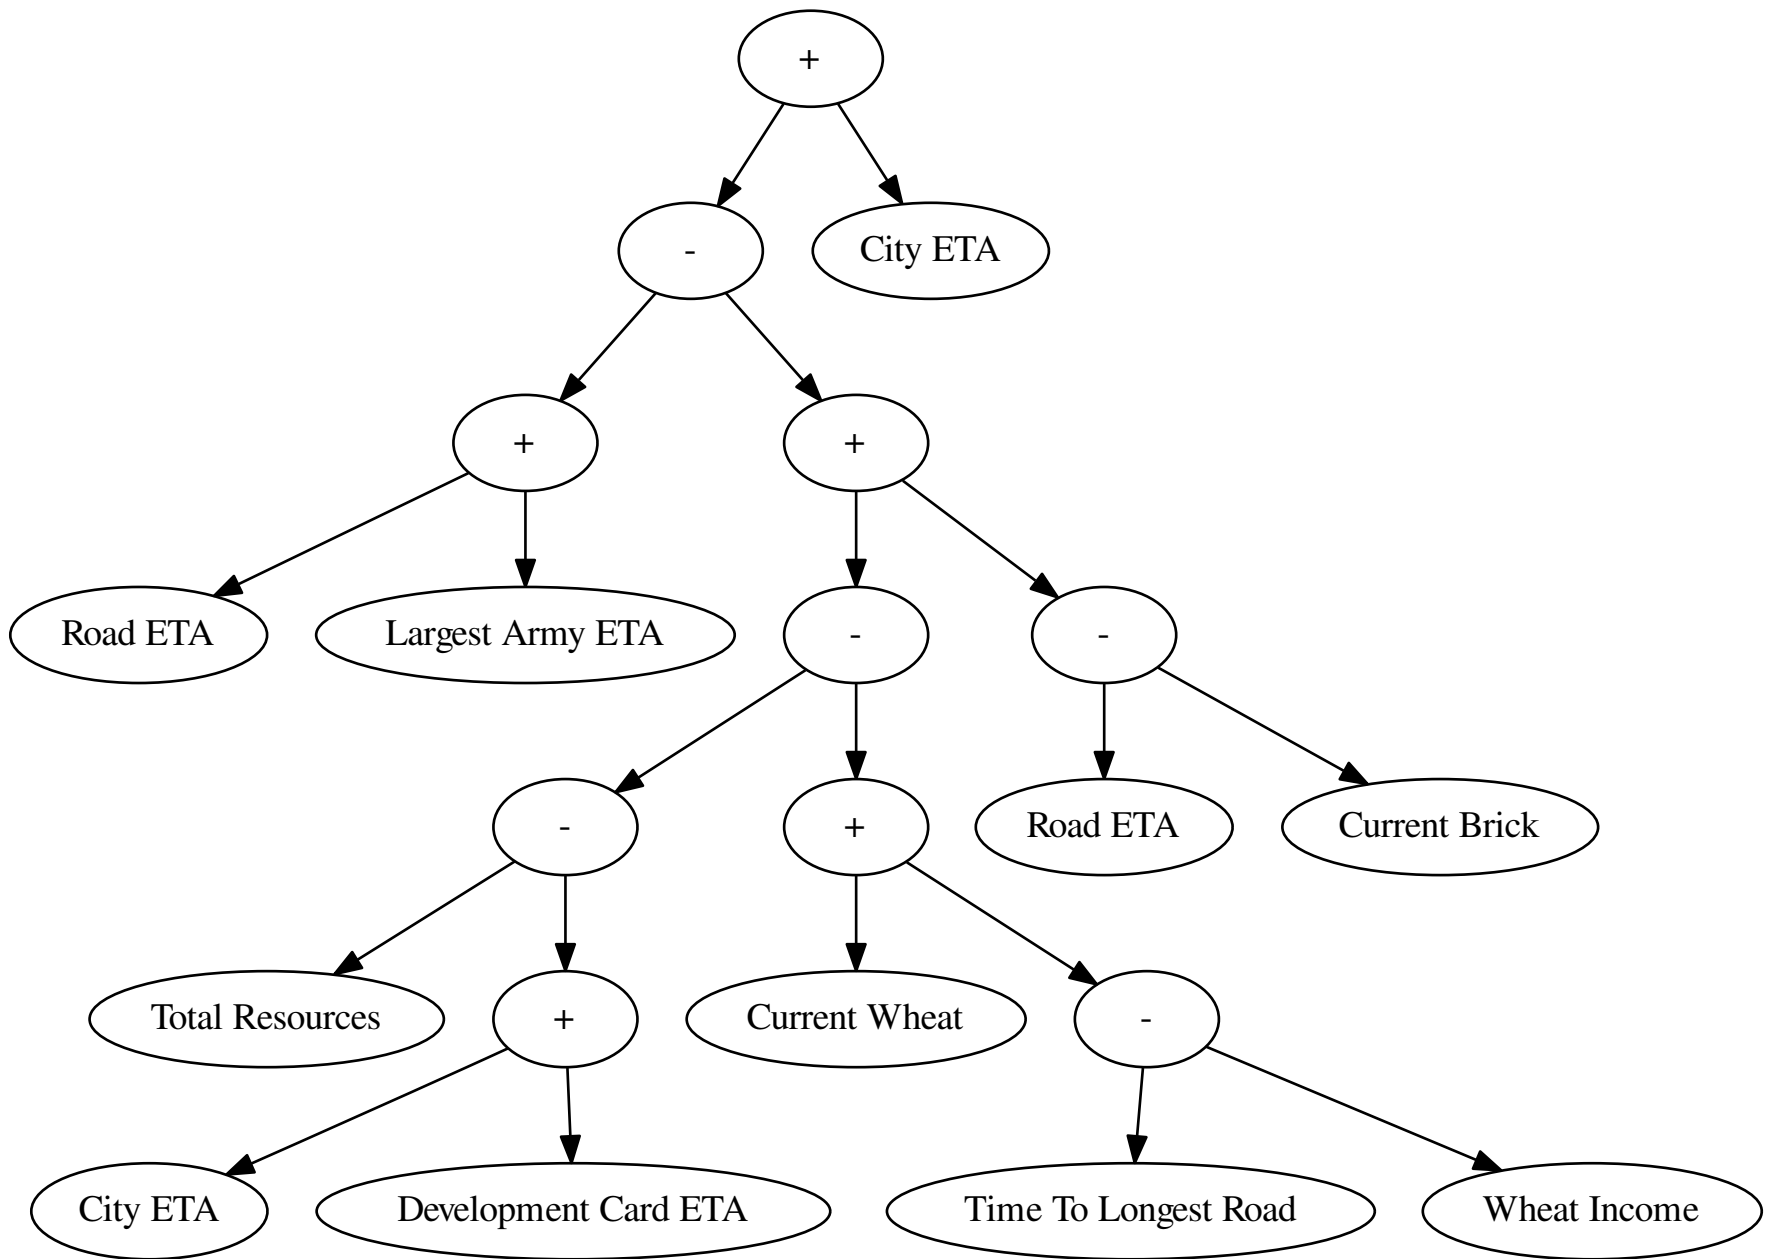 +
-
City ETA
+
+
Road ETA
Largest Army ETA
-
-
-
+
Road ETA
Current Brick
Total Resources
+
Current Wheat
-
City ETA
Development Card ETA
Time To Longest Road
Wheat Income